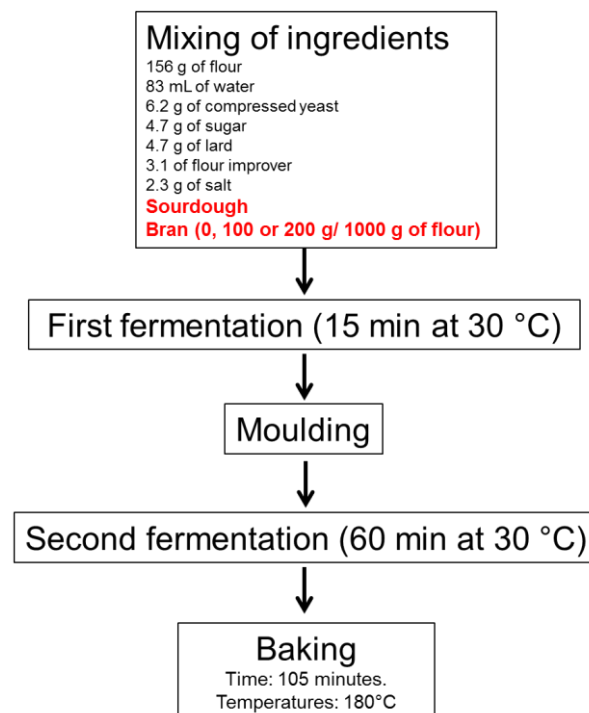 Mixing of ingredients
156 g of flour
83 mL of water
6.2 g of compressed yeast
4.7 g of sugar
4.7 g of lard
3.1 of flour improver
2.3 g of salt
Sourdough
Bran (0, 100 or 200 g/ 1000 g of flour)
First fermentation (15 min at 30 °C)
Moulding
Second fermentation (60 min at 30 °C)
Baking
Time: 105 minutes.
Temperatures: 180°C